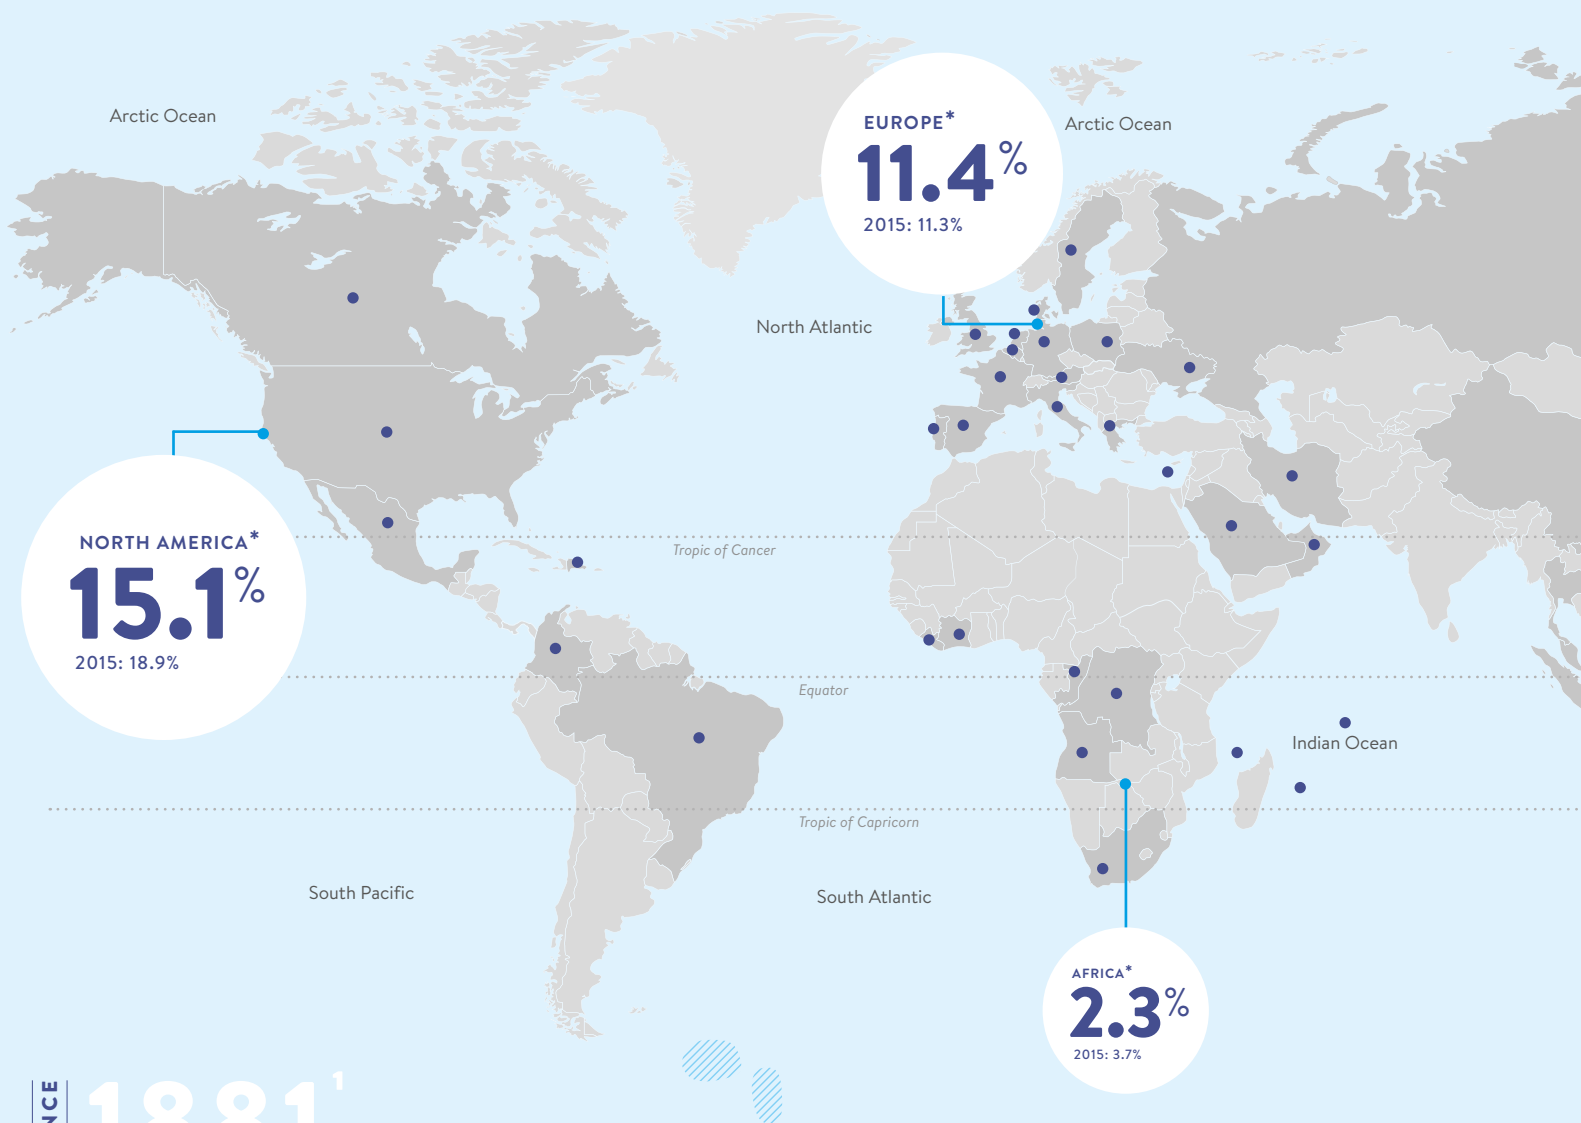 Arctic Ocean
EUROPE*
11.4%
2015: 11.3%
Arctic Ocean
North Atlantic
NORTH AMERICA*
15.1%
2015: 18.9%
Tropic of Cancer
Equator
Indian Ocean
Tropic of Capricorn
South Pacific
South Atlantic
AFRICA*
2.3%
2015: 3.7%
1881¹